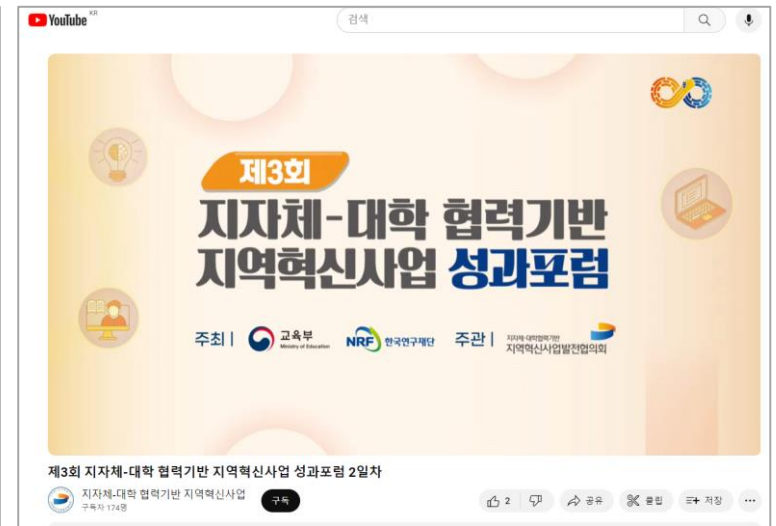 YouTube KR
검색
제3회
지자체-대학 협력기반
지역혁신사업 성과포럼
주최 | 교육부 Ministry of Education NRF 한국연구재단 주관 | 지자체-대학협력기반 지역혁신사업발전협의회
제3회 지자체-대학 협력기반 지역혁신사업 성과포럼 2일차
지자체-대학 협력기반 지역혁신사업
구독자 174명
구독
2 공유 클립 저장